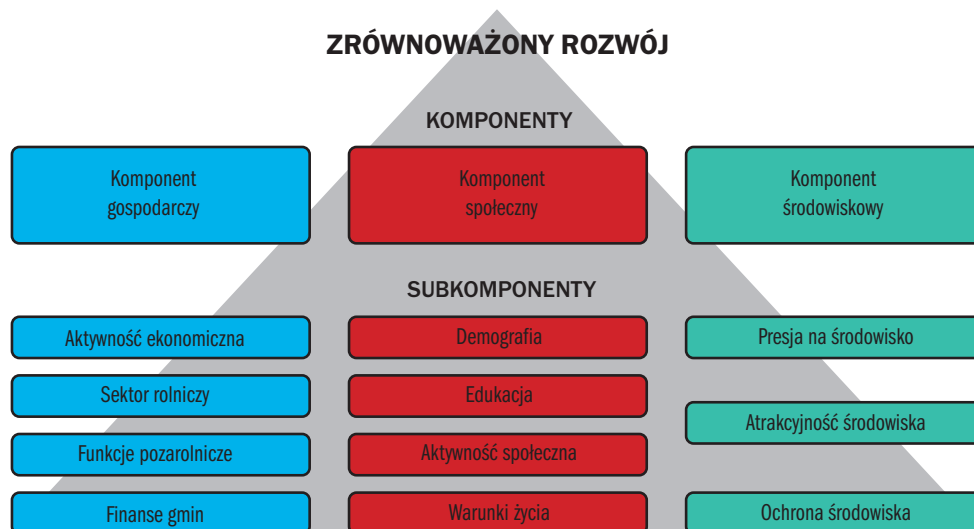 ZRÓWNOWAŻONY ROZWÓJ
KOMPONENTY
Komponent
gospodarczy
Komponent
społeczny
Komponent
środowiskowy
SUBKOMPONENTY
Aktywność ekonomiczna
Sektor rolniczy
Funkcje pozarolnicze
Finanse gmin
Demografia
Edukacja
Aktywność społeczna
Warunki życia
Presja na środowisko
Atrakcyjność środowiska
Ochrona środowiska